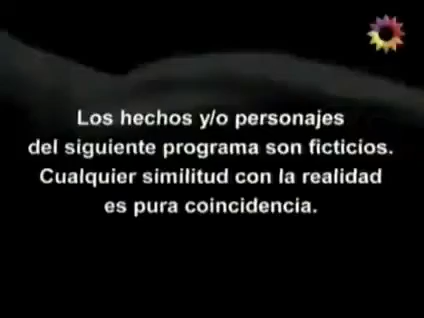 Los hechos y/o personajes
del siguiente programa son ficticios.
Cualquier similitud con la realidad
es pura coincidencia.